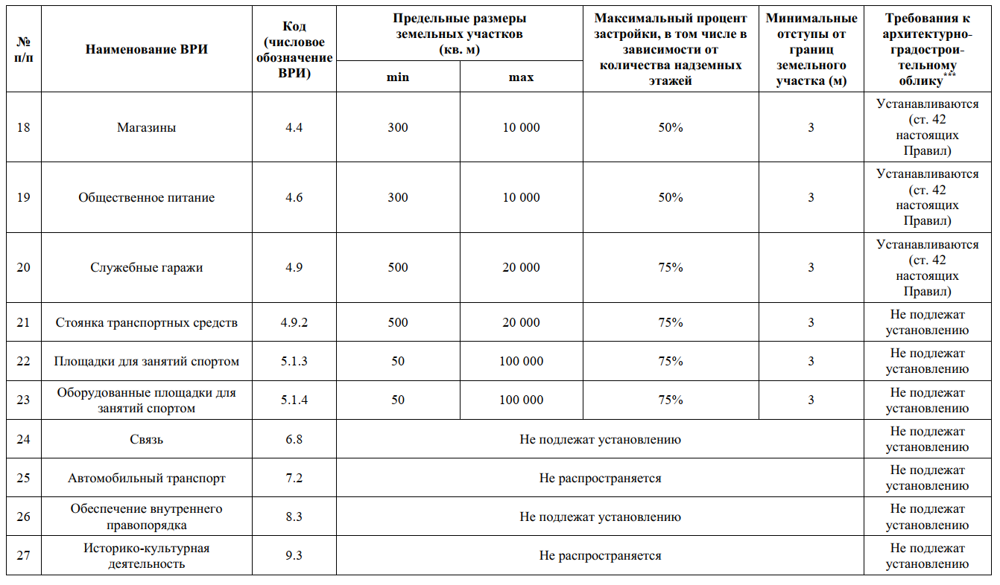 №
п/п
Наименование ВРИ
Код
(числовое
обозначение
ВРИ)
Предельные размеры
земельных участков
(кв. м)
min
max
Максимальный процент
застройки, в том числе в
зависимости от
количества надземных
этажей
Минимальные
отступы от
границ
земельного
участка (м)
Требования к
архитектурно-
градострои-
тельному
облику***
18
Магазины
4.4
300
10 000
50%
3
Устанавливаются
(ст. 42
настоящих
Правил)
19
Общественное питание
4.6
300
10 000
50%
3
Устанавливаются
(ст. 42
настоящих
Правил)
20
Служебные гаражи
4.9
500
20 000
75%
3
Устанавливаются
(ст. 42
настоящих
Правил)
21
Стоянка транспортных средств
4.9.2
500
20 000
75%
3
Не подлежат
установлению
22
Площадки для занятий спортом
5.1.3
50
100 000
75%
3
Не подлежат
установлению
23
Оборудованные площадки для
занятий спортом
5.1.4
50
100 000
75%
3
Не подлежат
установлению
24
Связь
6.8
Не подлежат установлению
Не подлежат
установлению
25
Автомобильный транспорт
7.2
Не распространяется
Не подлежат
установлению
26
Обеспечение внутреннего
правопорядка
8.3
Не подлежат установлению
Не подлежат
установлению
27
Историко-культурная
деятельность
9.3
Не распространяется
Не подлежат
установлению